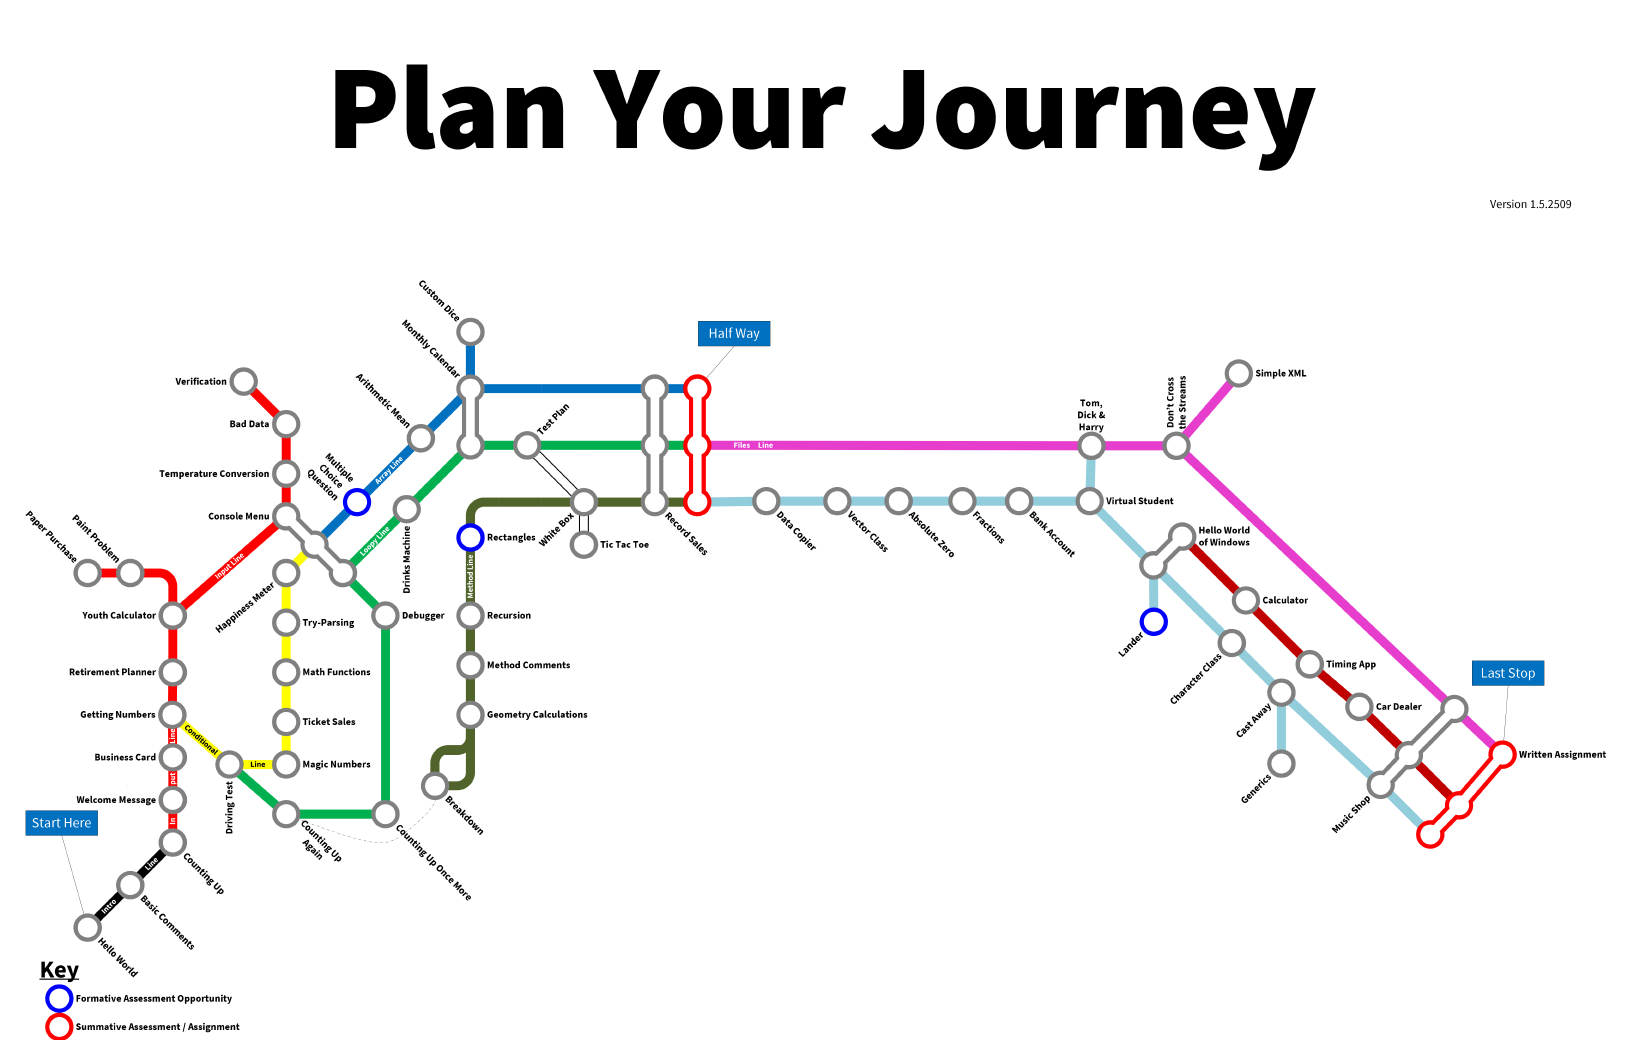 Plan Your Journey
Version 1.5.2509
Custom Dice
Monthly Calendar
Half Way
Verification
Arithmetic Mean
Simple XML
Bad Data
Test Plan
Tom,
Dick &
Harry
Don't Cross
the Streams
Files Line
Temperature Conversion
Multiple
Choice
Question
Array Line
Console Menu
Paper Purchase
Paint Problem
Input Line
Loopy Line
Drinks Machine
Rectangles
White Box
Tic Tac Toe
Record Sales
Data Copier
Vector Class
Absolute Zero
Fractions
Bank Account
Virtual Student
Hello World
of Windows
Method Line
Happiness Meter
Youth Calculator
Try-Parsing
Debugger
Recursion
Calculator
Lander
Retirement Planner
Math Functions
Method Comments
Character Class
Timing App
Last Stop
Getting Numbers
Conditional
Line
Ticket Sales
Geometry Calculations
Cast Away
Car Dealer
Business Card
Input Line
Magic Numbers
Written Assignment
Welcome Message
Driving Test
Generics
Music Shop
Start Here
Counting Up
Counting Up
Again
Counting Up Once More
Breakdown
Intro Line
Basic Comments
Hello World
Key
Formative Assessment Opportunity
Summative Assessment / Assignment